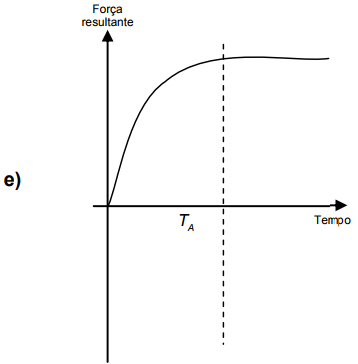 Força
resultante
e)
T_A
Tempo